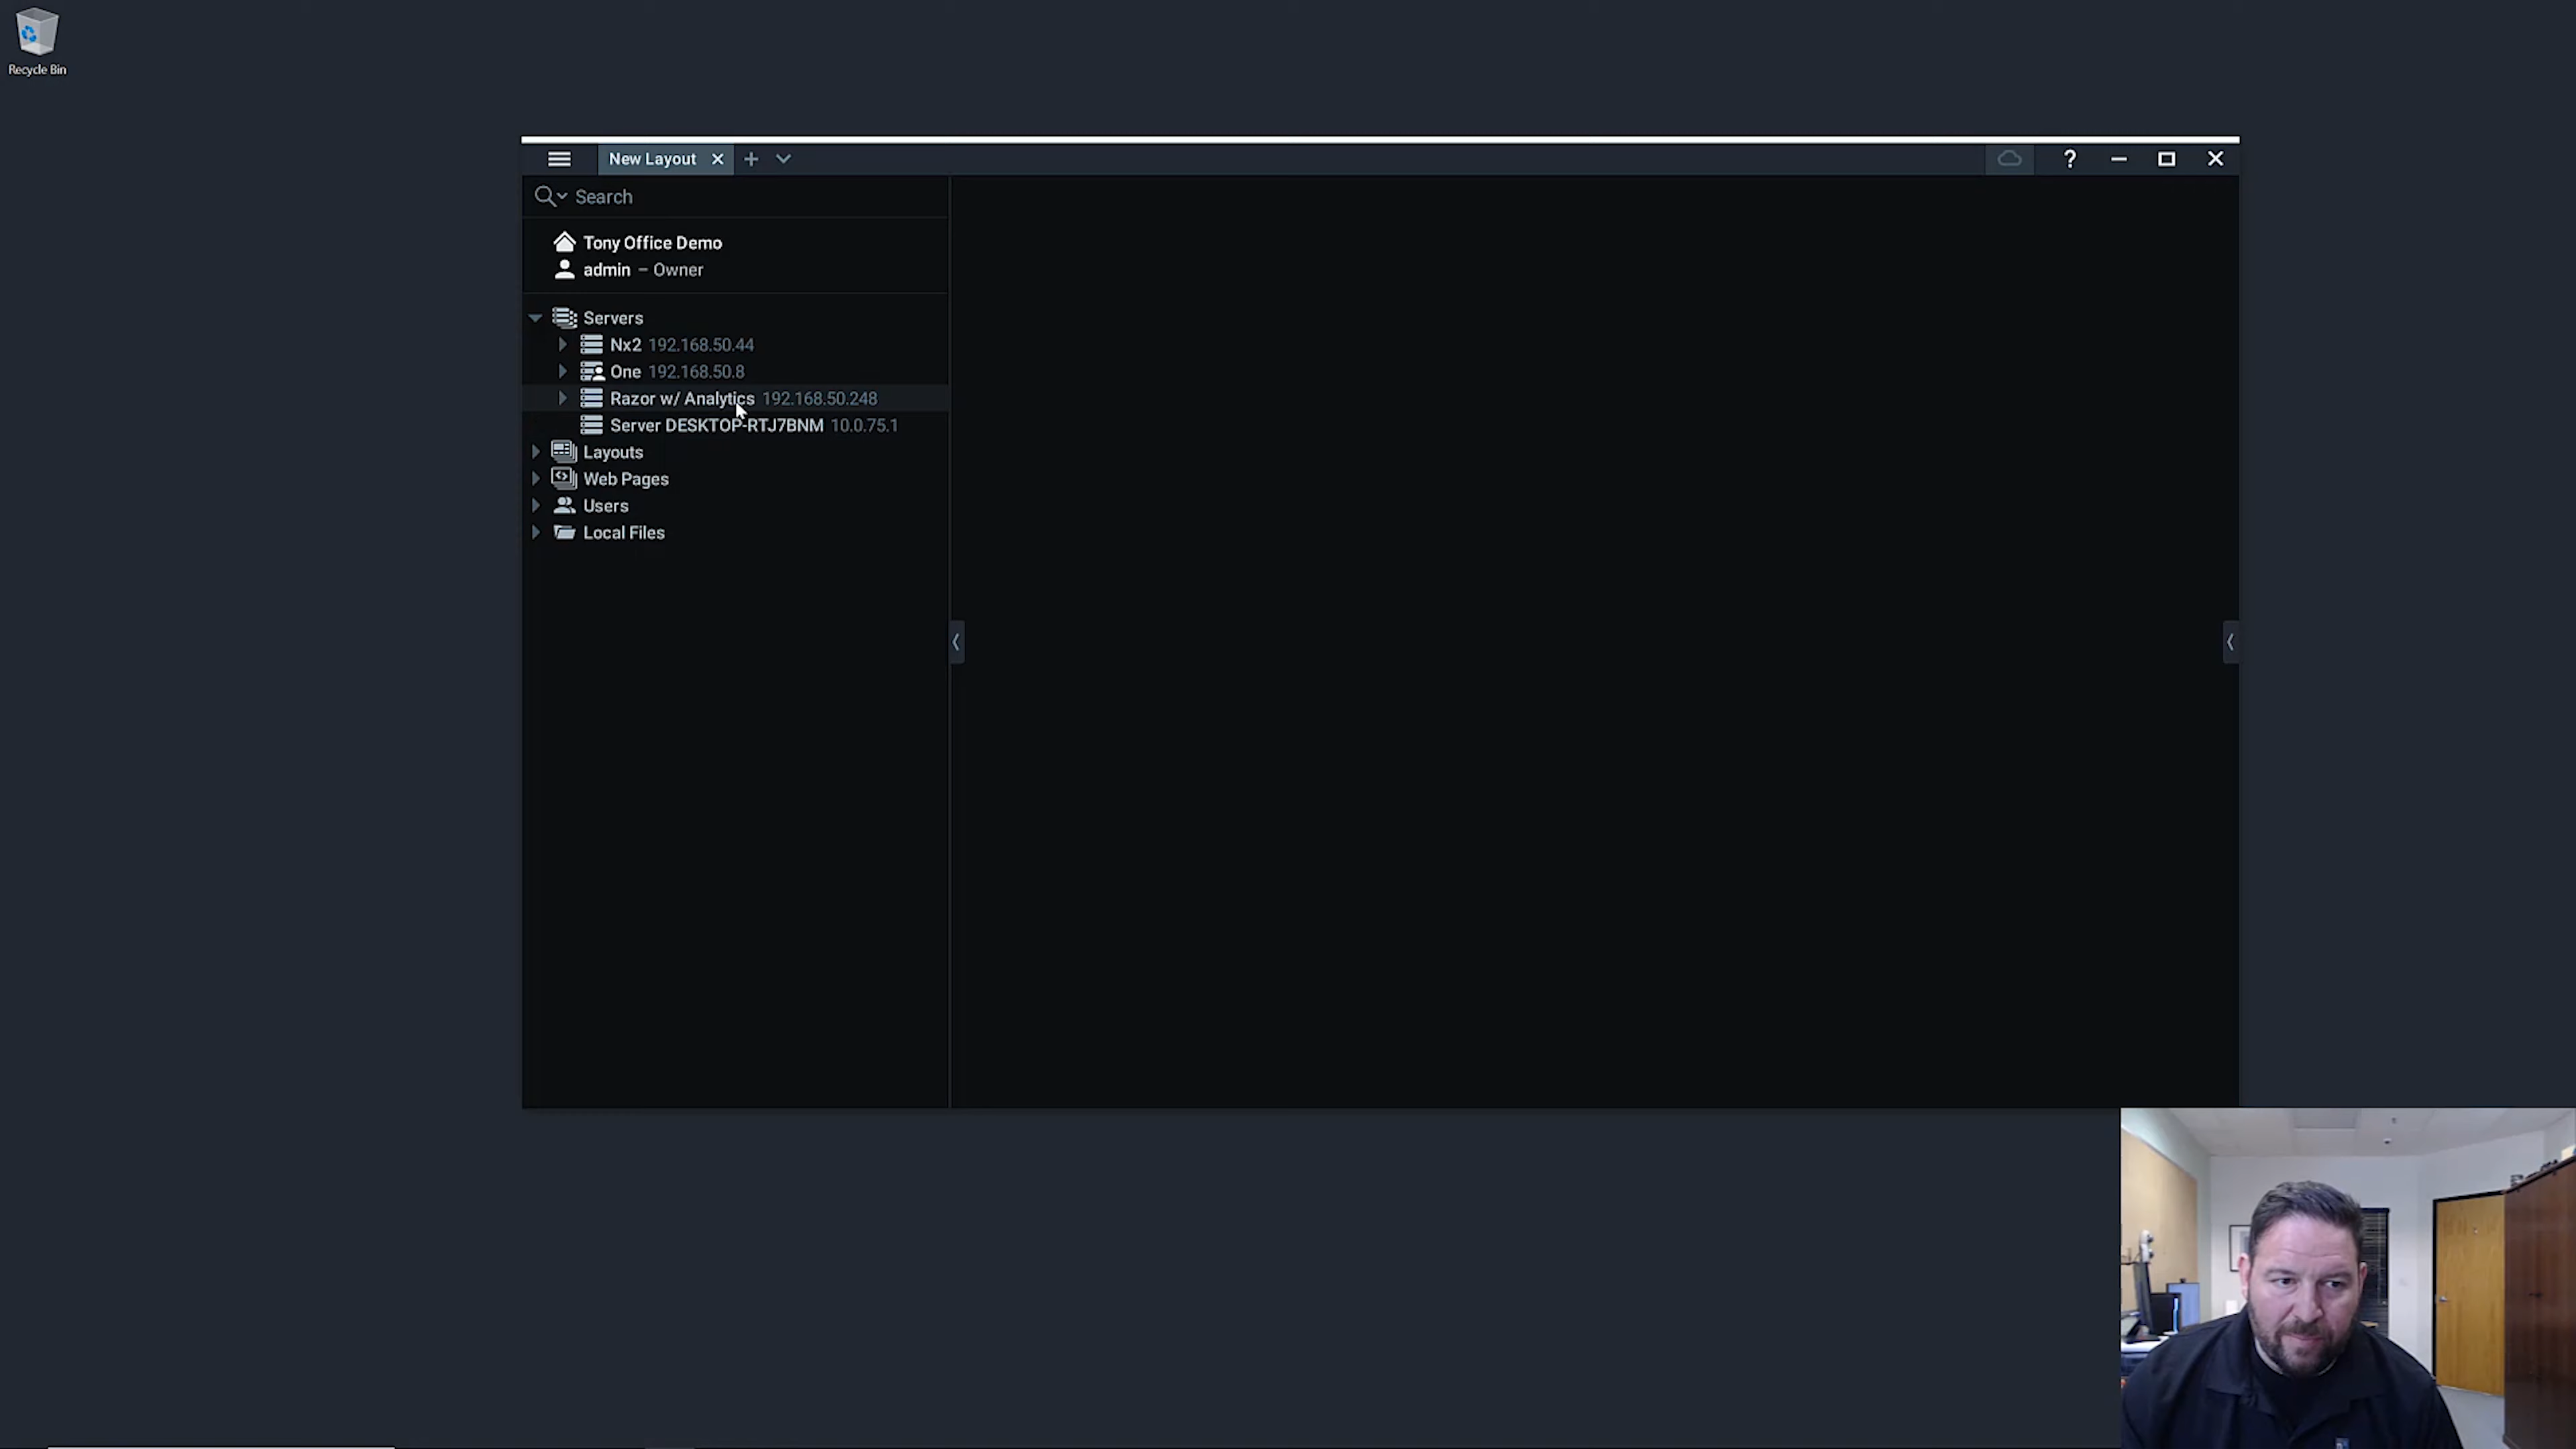 Recycle Bin
New Layout
?
Search
Tony Office Demo
admin – Owner
Servers
Nx2 192.168.50.44
One 192.168.50.8
Razor w/ Analytics 192.168.50.248
Server DESKTOP-RTJ7BNM 10.0.75.1
Layouts
Web Pages
Users
Local Files